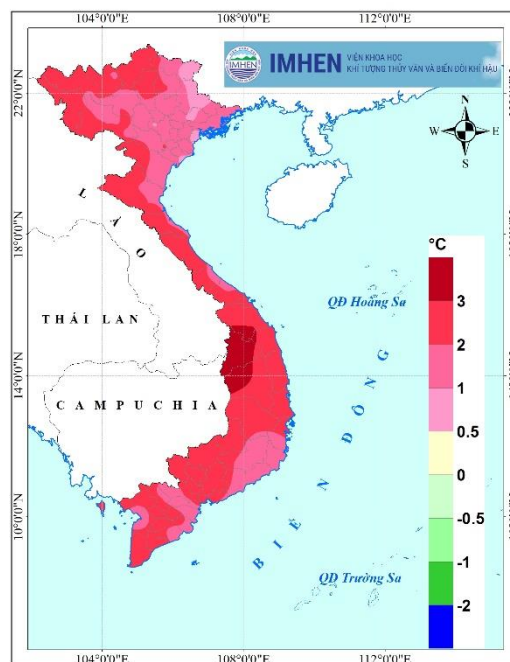 104°0'0"E 108°0'0"E 112°0'0"E
IMHEN VIỆN KHOA HỌC
KHÍ TƯỢNG THỦY VĂN VÀ BIẾN ĐỔI KHÍ HẬU
22°0'0"N
N
W E
S
LÀO
18°0'0"N
°C
3
2
1
0.5
0
-0.5
-1
-2
QĐ Hoàng Sa
THÁI LAN
14°0'0"N
CAMPUCHIA
BIỂN ĐÔNG
10°0'0"N
QĐ Trường Sa
104°0'0"E 108°0'0"E 112°0'0"E